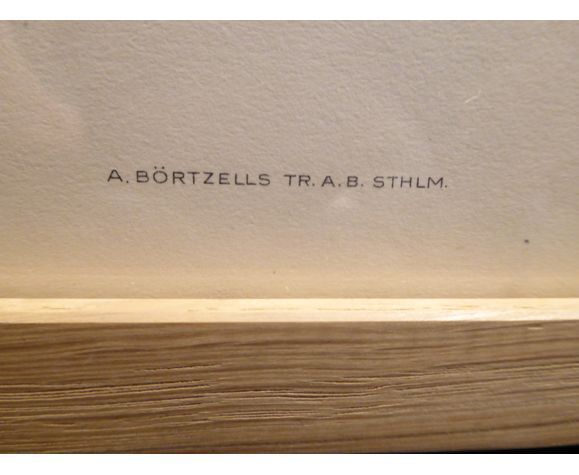 A. BÖRTZELLS TR. A.B. STHLM.